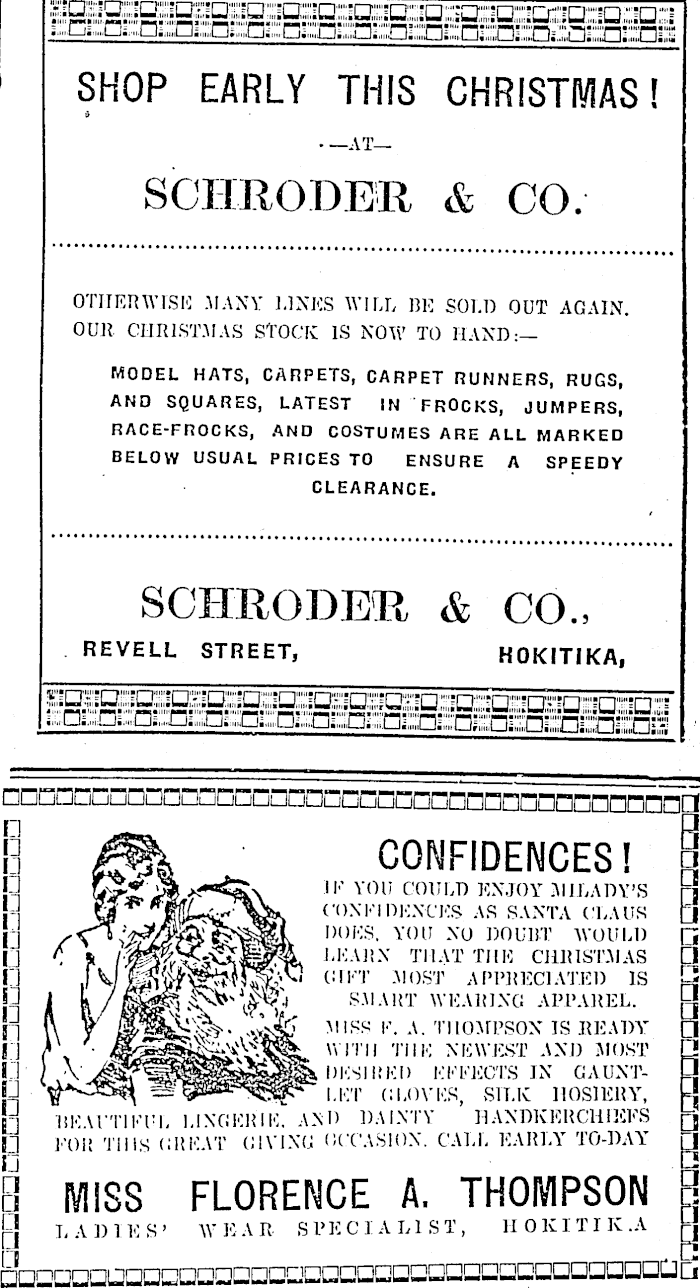 SHOP EARLY THIS CHRISTMAS!
—AT—
SCHRODER & CO.
OTHERWISE MANY LINES WILL BE SOLD OUT AGAIN.
OUR CHRISTMAS STOCK IS NOW TO HAND:—
MODEL HATS, CARPETS, CARPET RUNNERS, RUGS,
AND SQUARES, LATEST IN FROCKS, JUMPERS,
RACE-FROCKS, AND COSTUMES ARE ALL MARKED
BELOW USUAL PRICES TO ENSURE A SPEEDY
CLEARANCE.
SCHRODER & CO.,
REVELL STREET, HOKITIKA,
CONFIDENCES!
IF YOU COULD ENJOY MILADY'S
CONFIDENCES AS SANTA CLAUS
DOES, YOU NO DOUBT WOULD
LEARN THAT THE CHRISTMAS
GIFT MOST APPRECIATED IS
SMART WEARING APPAREL.
MISS F. A. THOMPSON IS READY
WITH THE NEWEST AND MOST
DESIRED EFFECTS IN GAUNT-
LET GLOVES, SILK HOSIERY,
BEAUTIFUL LINGERIE, AND DAINTY HANDKERCHIEFS
FOR THIS GREAT GIVING OCCASION. CALL EARLY TO-DAY
MISS FLORENCE A. THOMPSON
LADIES' WEAR SPECIALIST, HOKITIKA